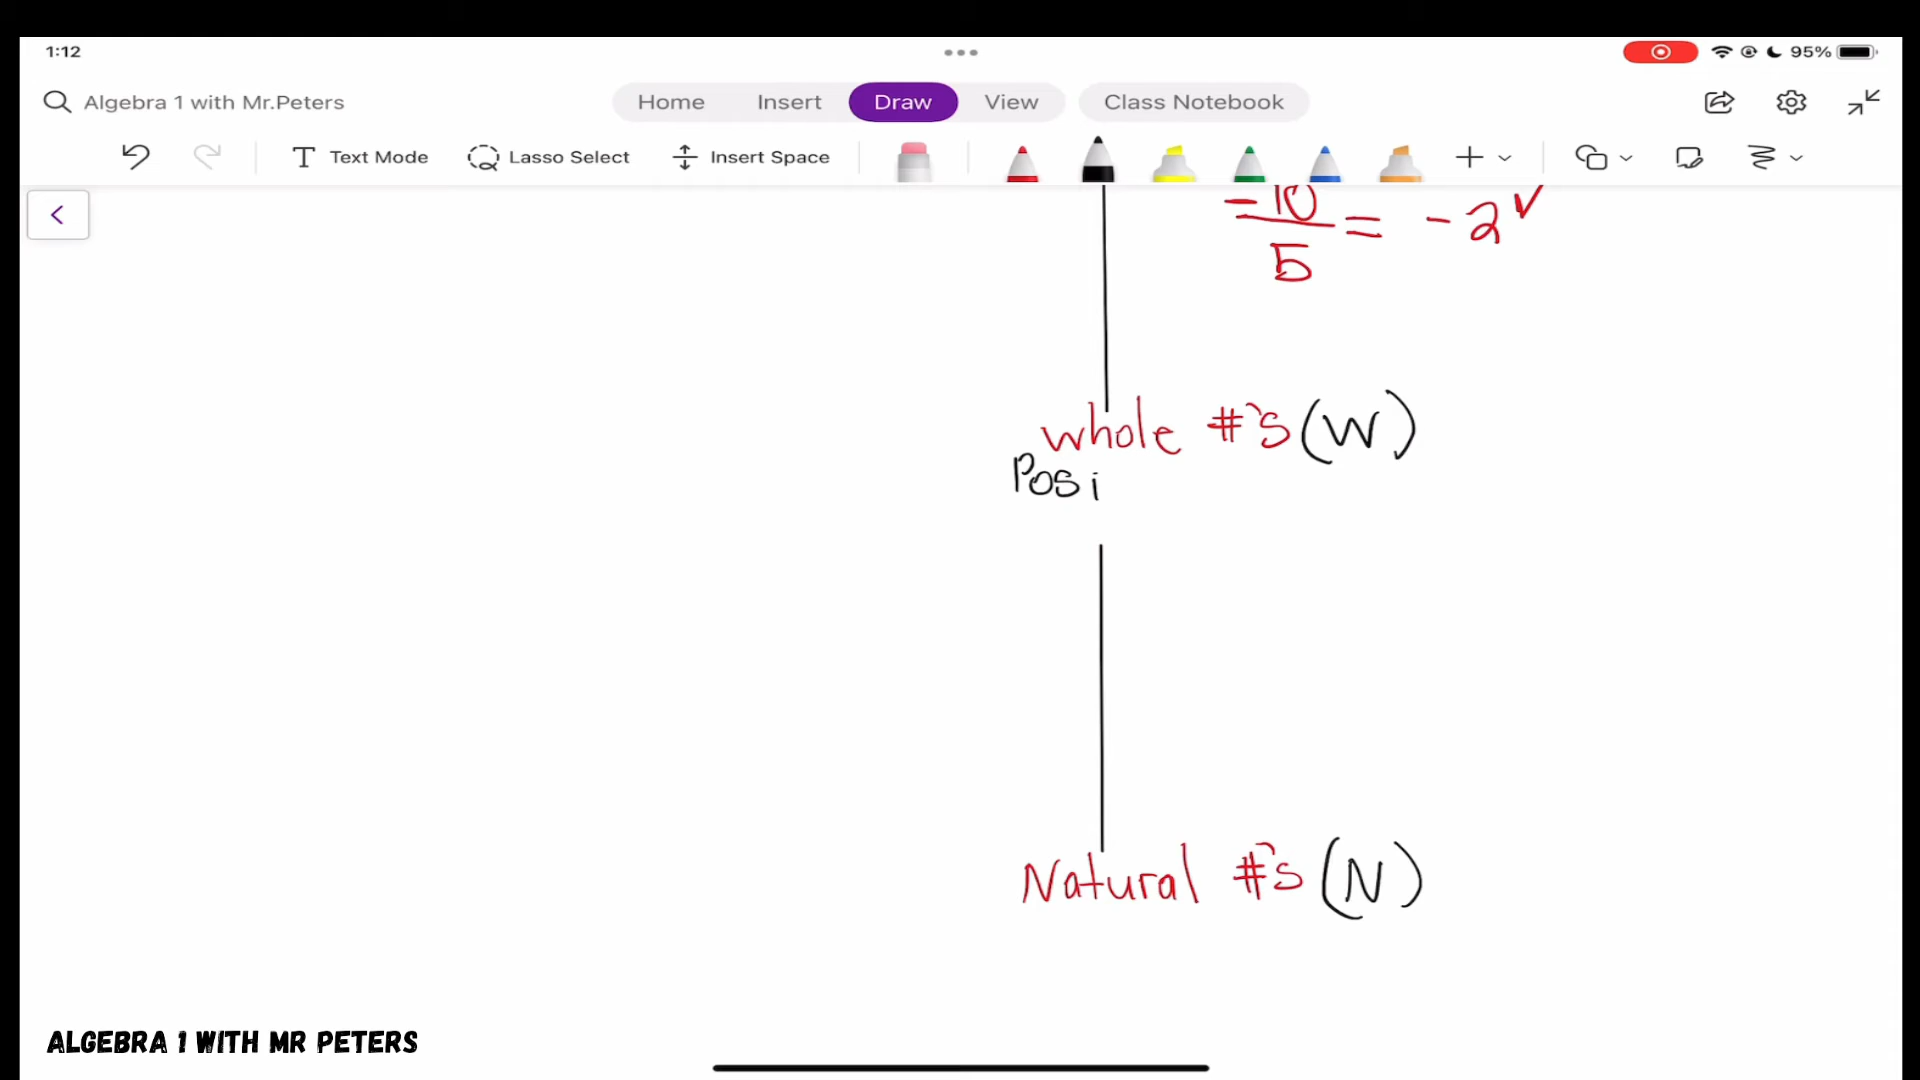 1:12
95%
Algebra 1 with Mr.Peters
Home Insert Draw View Class Notebook
Text Mode Lasso Select Insert Space
-10
5
= -2 ✓
whole #'s (W)
Posi
Natural #'s (N)
ALGEBRA 1 WITH MR PETERS